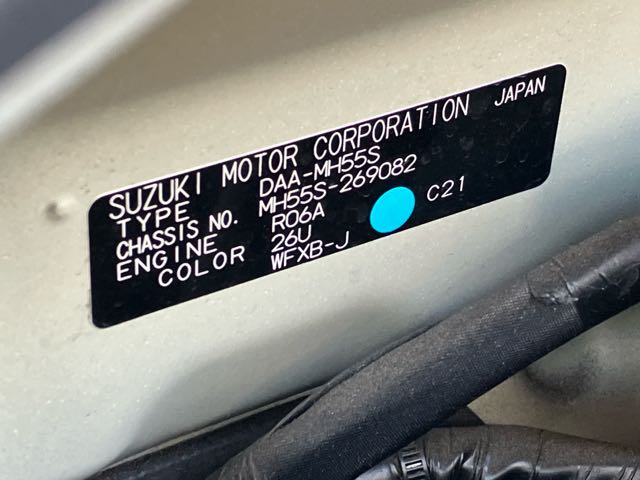 SUZUKI MOTOR CORPORATION JAPAN
TYPE DAA-MH55S
CHASSIS NO. MH55S-269082
ENGINE R06A C21
COLOR 26U
WFXB-J